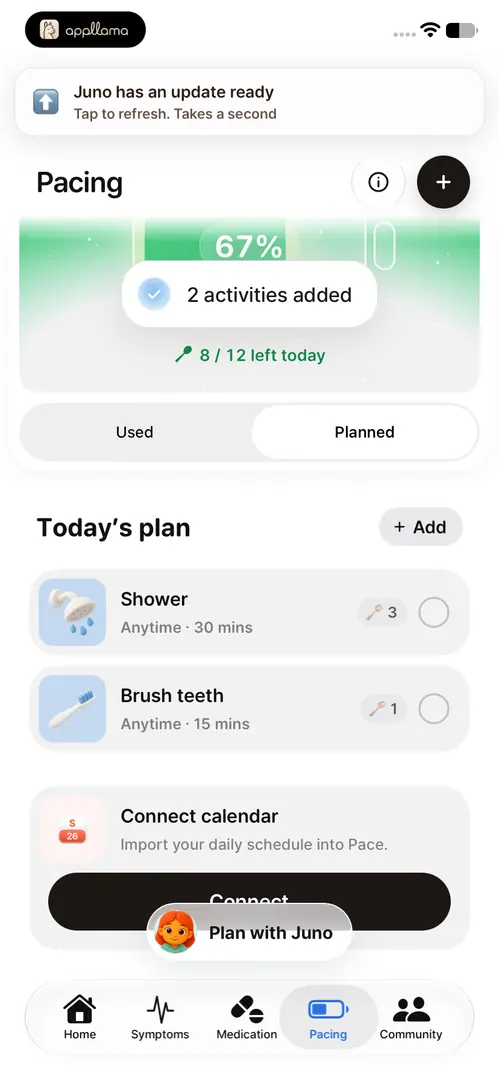 appllama
Juno has an update ready
Tap to refresh. Takes a second
Pacing
67%
2 activities added
8 / 12 left today
Used
Planned
Today’s plan
+ Add
Shower
3
Anytime · 30 mins
Brush teeth
1
Anytime · 15 mins
S
26
Connect calendar
Import your daily schedule into Pace.
Connect
Plan with Juno
Home
Symptoms
Medication
Pacing
Community